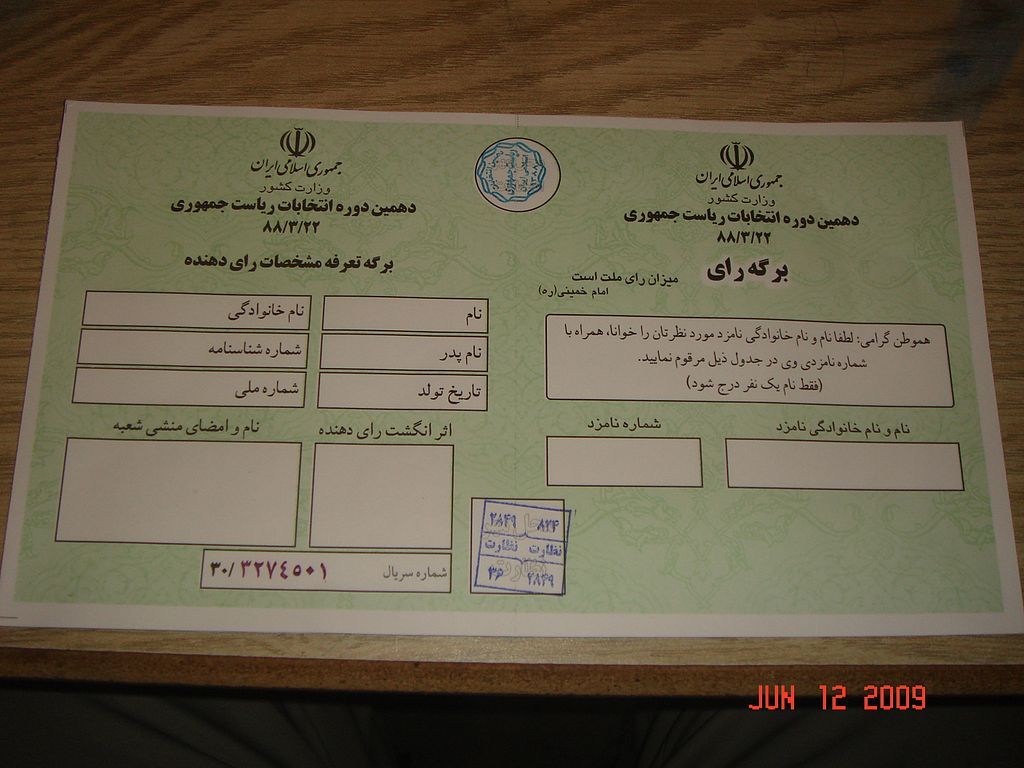 جمهوری اسلامی ایران
وزارت کشور
دهمین دوره انتخابات ریاست جمهوری
۸۸/۳/۲۲
برگه رای
میزان رای ملت است
امام خمینی(ره)
هموطن گرامی: لطفا نام و نام خانوادگی نامزد مورد نظرتان را خوانا، همراه با
شماره نامزدی وی در جدول ذیل مرقوم نمایید.
(فقط نام یک نفر درج شود)
نام و نام خانوادگی نامزد
شماره نامزد
جمهوری اسلامی ایران
وزارت کشور
دهمین دوره انتخابات ریاست جمهوری
۸۸/۳/۲۲
برگه تعرفه مشخصات رای دهنده
نام
نام خانوادگی
نام پدر
شماره شناسنامه
تاریخ تولد
شماره ملی
اثر انگشت رای دهنده
نام و امضای منشی شعبه
شماره سریال
۳۰/ ۳۲۷٤٥۰۱
نظارت نظارت
JUN 12 2009